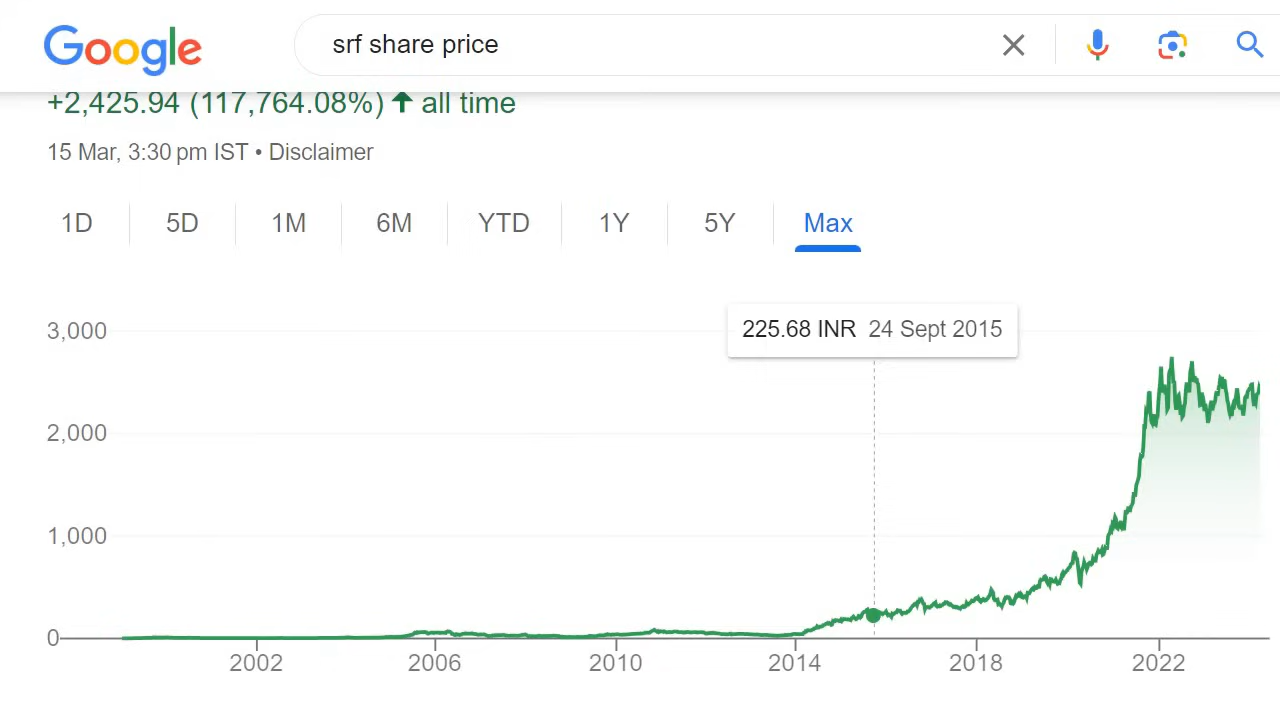 Google srf share price
+2,425.94 (117,764.08%) ↑ all time
15 Mar, 3:30 pm IST • Disclaimer
1D 5D 1M 6M YTD 1Y 5Y Max
225.68 INR 24 Sept 2015
3,000
2,000
1,000
0
2002 2006 2010 2014 2018 2022